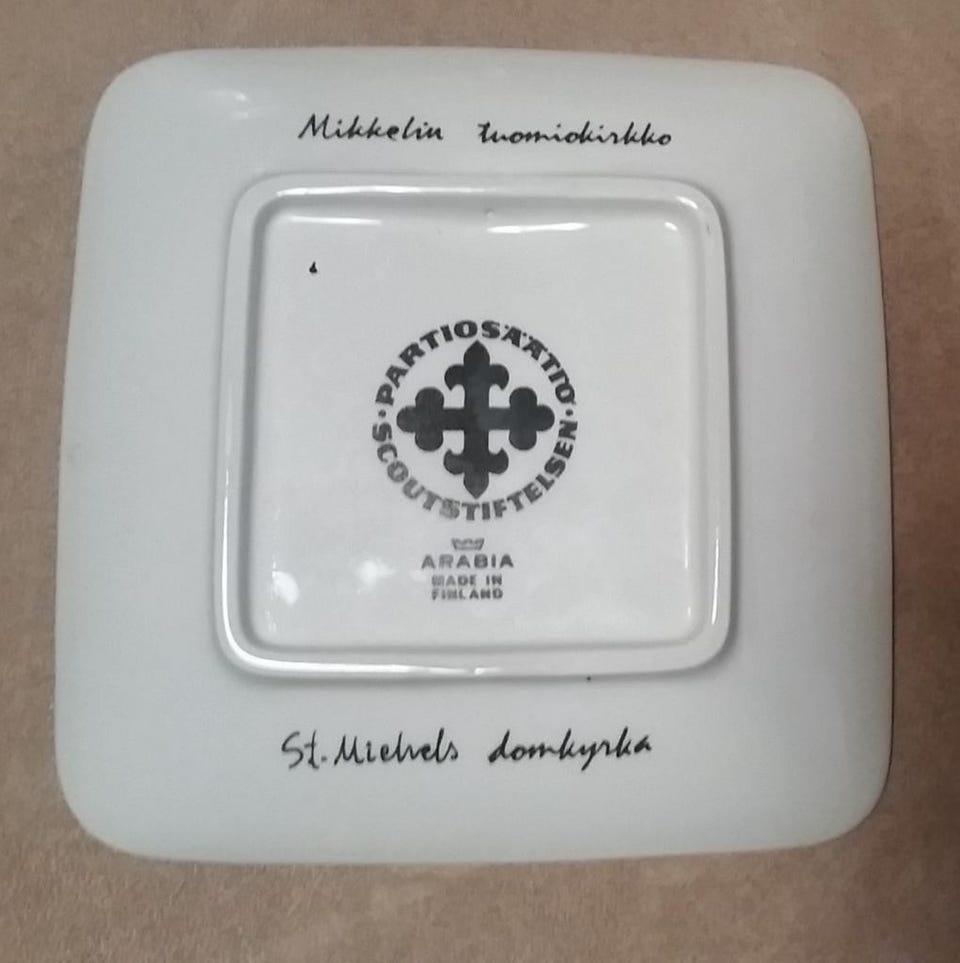 Mikkelin tuomiokirkko
PARTIOSÄÄTIÖ · SCOUTSTIFTELSEN ·
ARABIA
MADE IN
FINLAND
St. Michels domkyrka